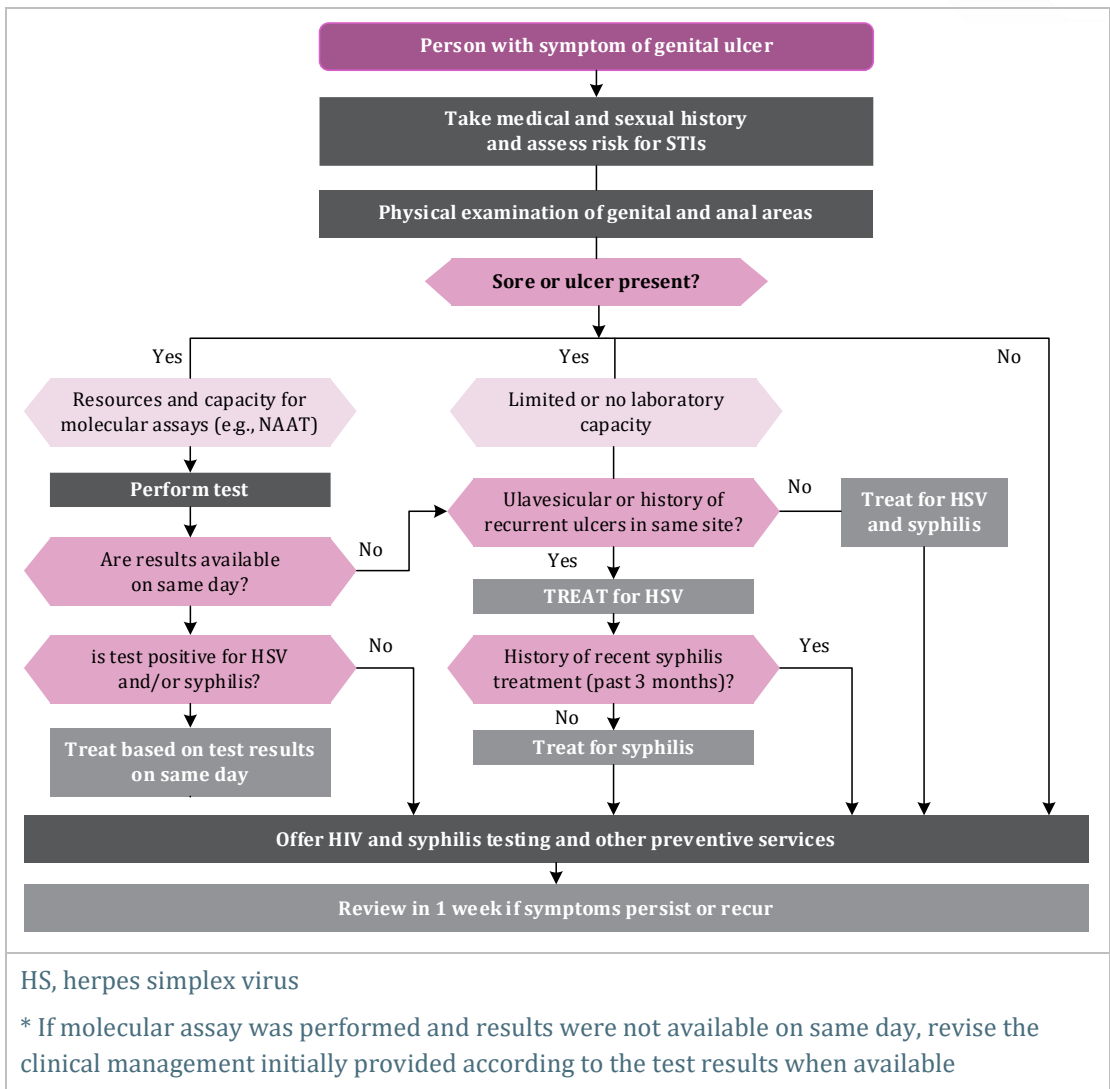 Person with symptom of genital ulcer
Take medical and sexual history
and assess risk for STIs
Physical examination of genital and anal areas
Sore or ulcer present?
Yes
Yes
No
Resources and capacity for
molecular assays (e.g., NAAT)
Limited or no laboratory
capacity
Perform test
Ulavesicular or history of
recurrent ulcers in same site?
No
Treat for HSV
and syphilis
Are results available
on same day?
No
Yes
TREAT for HSV
is test positive for HSV
and/or syphilis?
No
History of recent syphilis
treatment (past 3 months)?
Yes
No
Treat based on test results
on same day
Treat for syphilis
Offer HIV and syphilis testing and other preventive services
Review in 1 week if symptoms persist or recur
HS, herpes simplex virus
* If molecular assay was performed and results were not available on same day, revise the
clinical management initially provided according to the test results when available